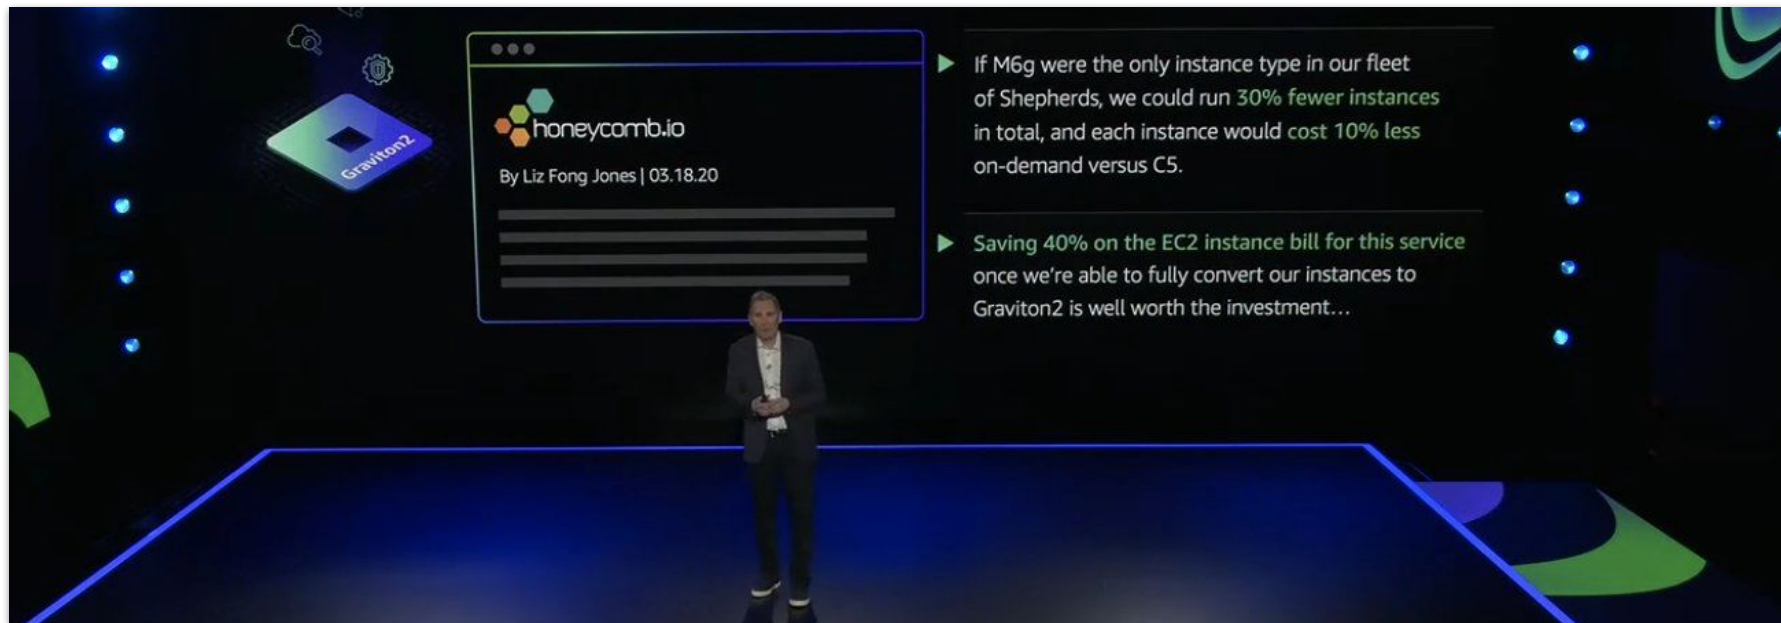 Graviton2
honeycomb.io
By Liz Fong Jones | 03.18.20
If M6g were the only instance type in our fleet
of Shepherds, we could run 30% fewer instances
in total, and each instance would cost 10% less
on-demand versus C5.
Saving 40% on the EC2 instance bill for this service
once we're able to fully convert our instances to
Graviton2 is well worth the investment...